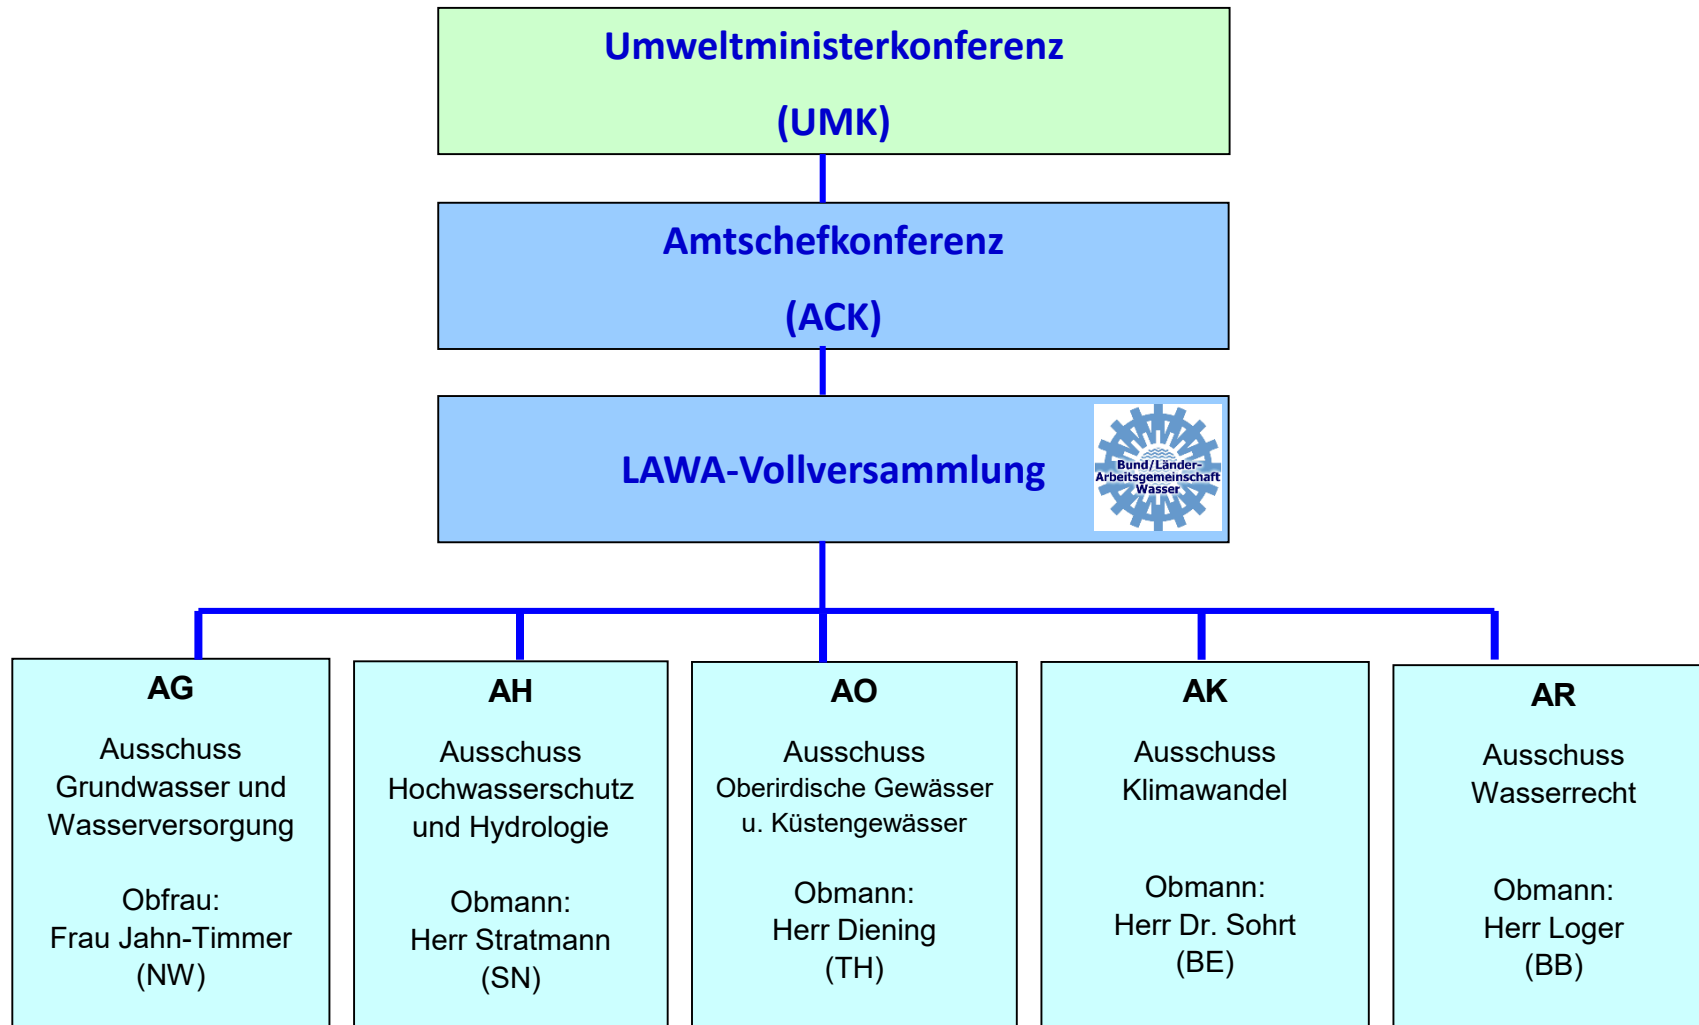 Umweltministerkonferenz
(UMK)
Amtschefkonferenz
(ACK)
LAWA-Vollversammlung
Bund/Länder-
Arbeitsgemeinschaft
Wasser
AG
Ausschuss
Grundwasser und
Wasserversorgung
Obfrau:
Frau Jahn-Timmer
(NW)
AH
Ausschuss
Hochwasserschutz
und Hydrologie
Obmann:
Herr Stratmann
(SN)
AO
Ausschuss
Oberirdische Gewässer
u. Küstengewässer
Obmann:
Herr Diening
(TH)
AK
Ausschuss
Klimawandel
Obmann:
Herr Dr. Sohrt
(BE)
AR
Ausschuss
Wasserrecht
Obmann:
Herr Loger
(BB)